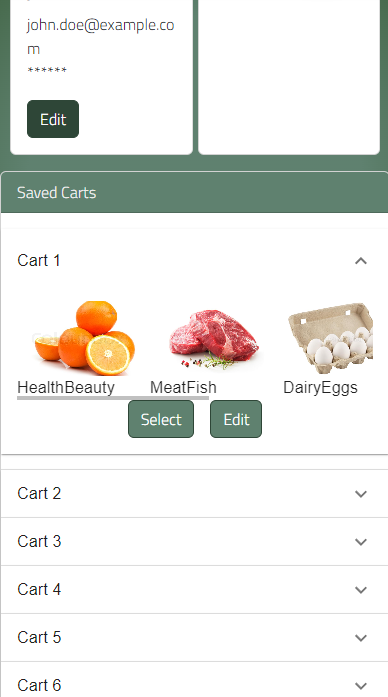 john.doe@example.co
m
******
Edit
Saved Carts
Cart 1
HealthBeauty MeatFish DairyEggs
Select Edit
Cart 2
Cart 3
Cart 4
Cart 5
Cart 6